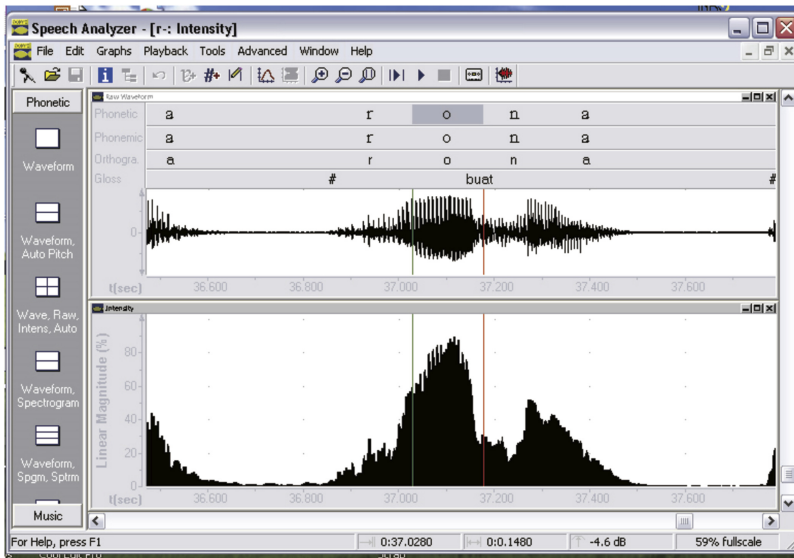 Speech Analyzer - [r-: Intensity]
File Edit Graphs Playback Tools Advanced Window Help
Phonetic
Waveform
Waveform,
Auto Pitch
Wave, Raw,
Intens, Auto
Waveform,
Spectrogram
Waveform,
Spgm, Sptrm
Music
Raw Waveform
Phonetic a r o n a
Phonemic a r o n a
Orthogra. a r o n a
Gloss # buat #
0
t(sec) 36.600 36.800 37.000 37.200 37.400 37.600
Intensity
Linear Magnitude (%)
80
60
40
20
0
t(sec) 36.600 36.800 37.000 37.200 37.400 37.600
For Help, press F1 0:37.0280 0:0.1480 -4.6 dB 59% fullscale